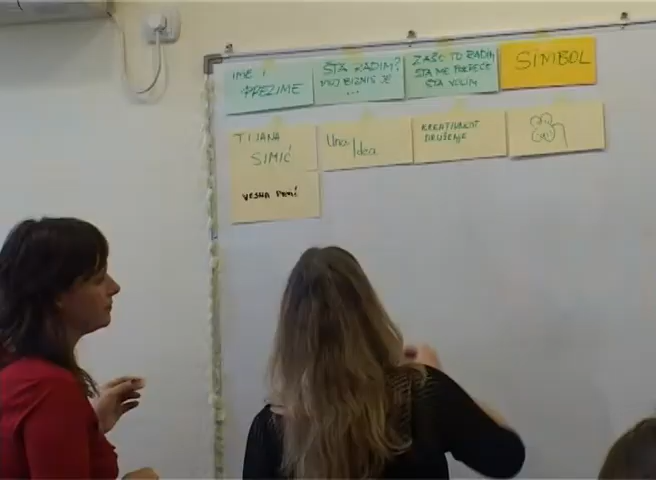 IME I
PREZIME
ŠTA RADIM?
MOJ BIZNIS JE
...
ZAŠTO TO RADIM
ŠTA ME POKREĆE
ŠTA VOLIM
SIMBOL
TIJANA
SIMIĆ
Una
Idea
KREATIVNOST
DRUŽENJE
VESNA